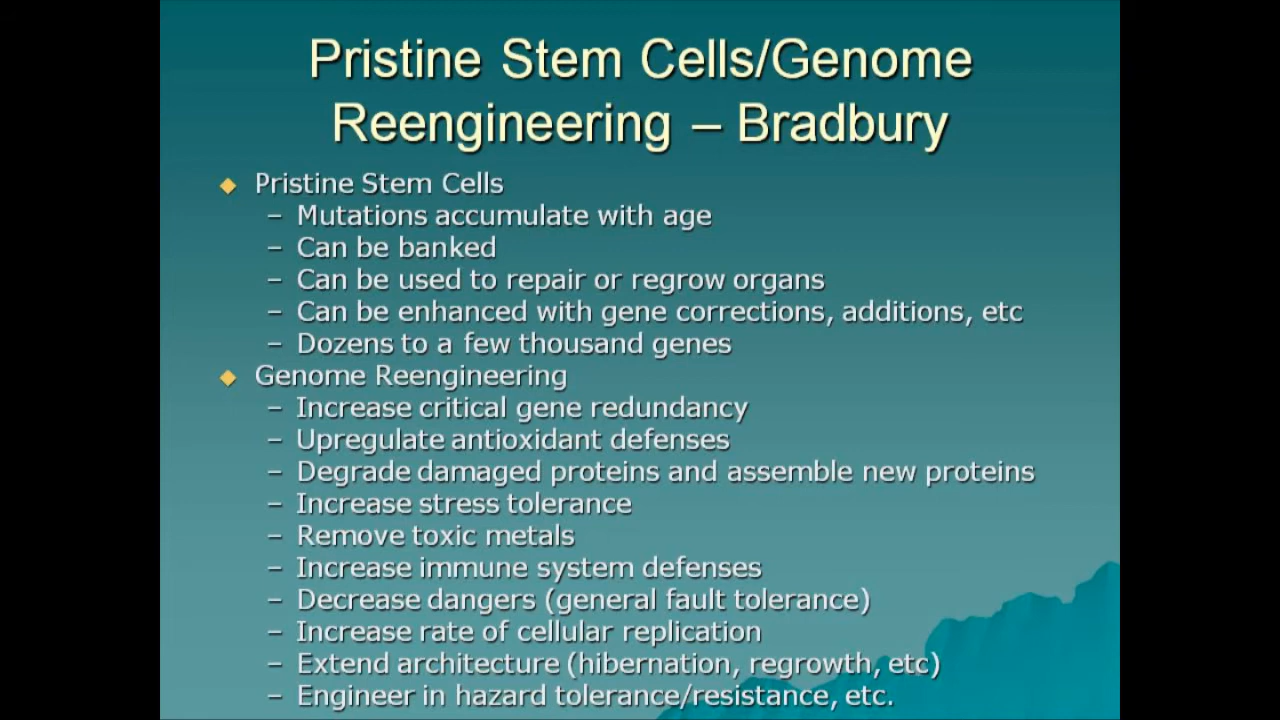 Pristine Stem Cells/Genome
Reengineering – Bradbury
Pristine Stem Cells
– Mutations accumulate with age
– Can be banked
– Can be used to repair or regrow organs
– Can be enhanced with gene corrections, additions, etc
– Dozens to a few thousand genes
Genome Reengineering
– Increase critical gene redundancy
– Upregulate antioxidant defenses
– Degrade damaged proteins and assemble new proteins
– Increase stress tolerance
– Remove toxic metals
– Increase immune system defenses
– Decrease dangers (general fault tolerance)
– Increase rate of cellular replication
– Extend architecture (hibernation, regrowth, etc)
– Engineer in hazard tolerance/resistance, etc.